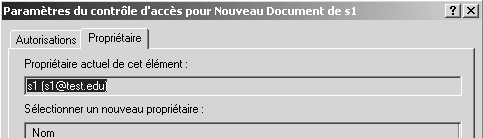 Paramètres du contrôle d'accès pour Nouveau Document de s1
Autorisations Propriétaire
Propriétaire actuel de cet élément :
s1 (s1@test.edu)
Sélectionner un nouveau propriétaire :
Nom